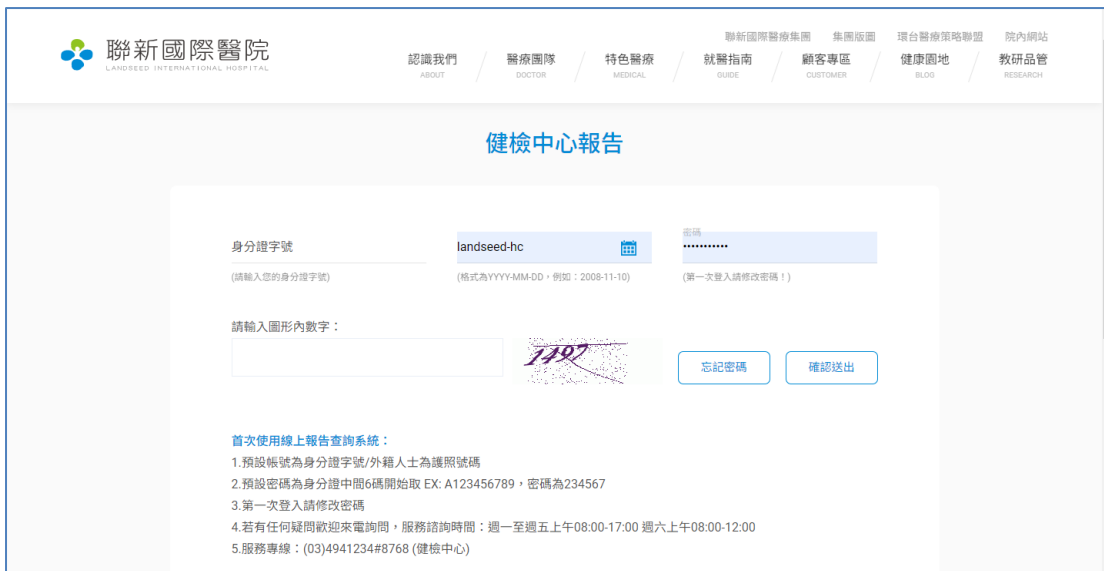 聯新國際醫院
LANDSEED INTERNATIONAL HOSPITAL
聯新國際醫療集團 集團版圖 環台醫療策略聯盟 院內網站
認識我們 醫療團隊 特色醫療 就醫指南 顧客專區 健康園地 教研品管
ABOUT DOCTOR MEDICAL GUIDE CUSTOMER BLOG RESEARCH
健檢中心報告
密碼
身分證字號 landseed-hc •••••••••••
(請輸入您的身分證字號) (格式為YYYY-MM-DD，例如：2008-11-10) (第一次登入請修改密碼！)
請輸入圖形內數字：
1497
忘記密碼 確認送出
首次使用線上報告查詢系統：
1.預設帳號為身分證字號/外籍人士為護照號碼
2.預設密碼為身分證中間6碼開始取 EX: A123456789，密碼為234567
3.第一次登入請修改密碼
4.若有任何疑問歡迎來電詢問，服務諮詢時間：週一至週五上午08:00-17:00 週六上午08:00-12:00
5.服務專線：(03)4941234#8768 (健檢中心)